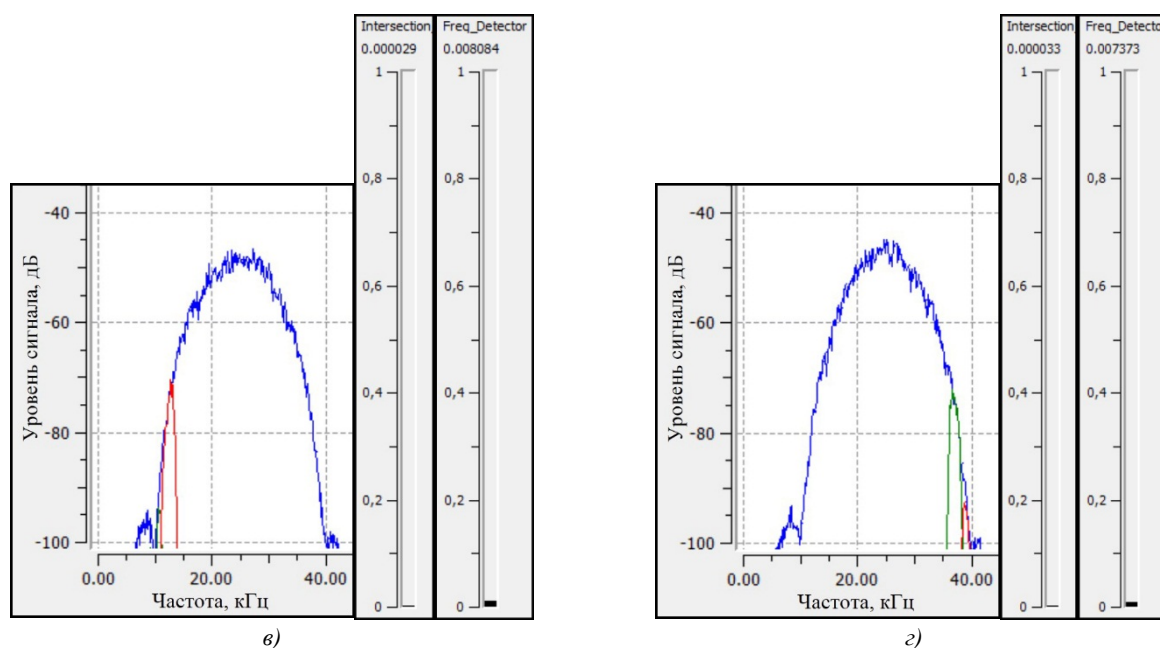 Intersection Freq_Detector
0.000029 0.008084
1 1
0,8 0,8
0,6 0,6
0,4 0,4
0,2 0,2
0 0
Уровень сигнала, дБ
-40
-60
-80
-100
0.00 20.00 40.00
Частота, кГц
в)
Intersection Freq_Detector
0.000033 0.007373
1 1
0,8 0,8
0,6 0,6
0,4 0,4
0,2 0,2
0 0
Уровень сигнала, дБ
-40
-60
-80
-100
0.00 20.00 40.00
Частота, кГц
г)